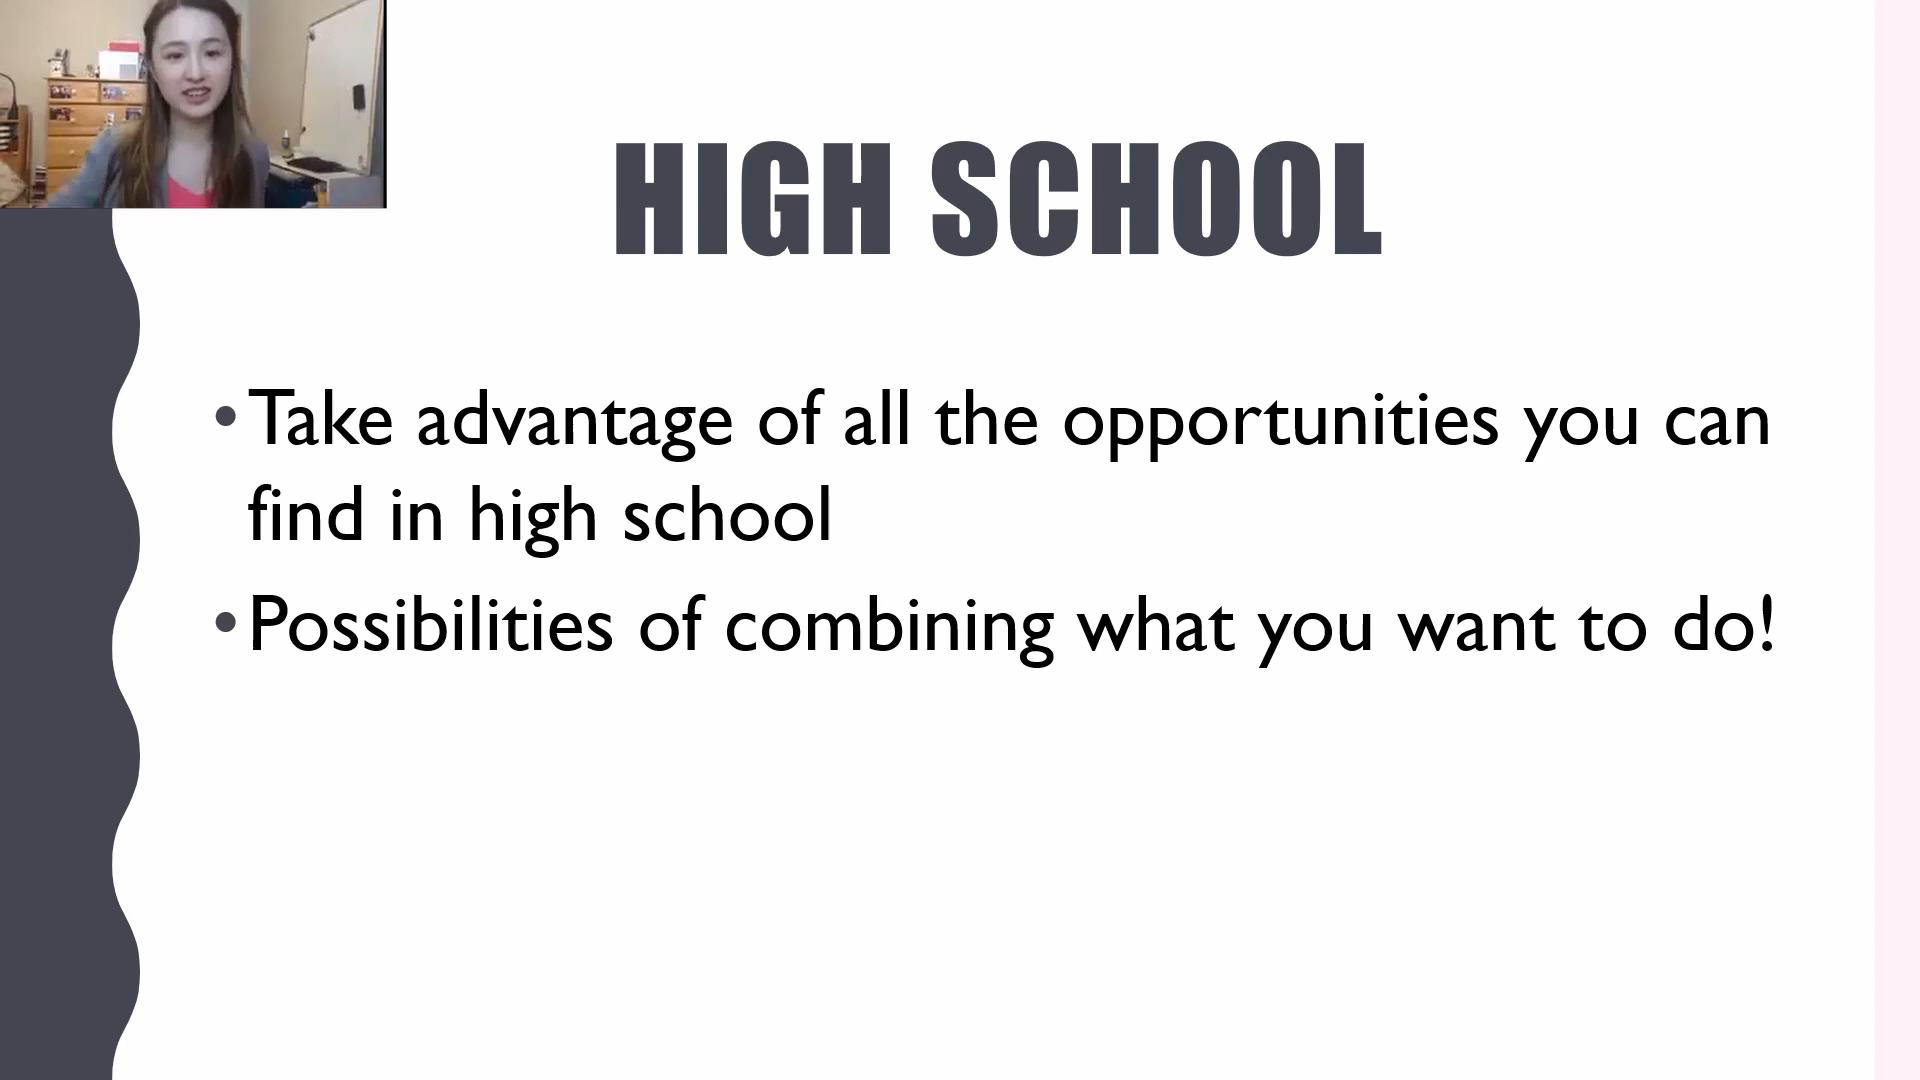 HIGH SCHOOL
• Take advantage of all the opportunities you can
find in high school
• Possibilities of combining what you want to do!